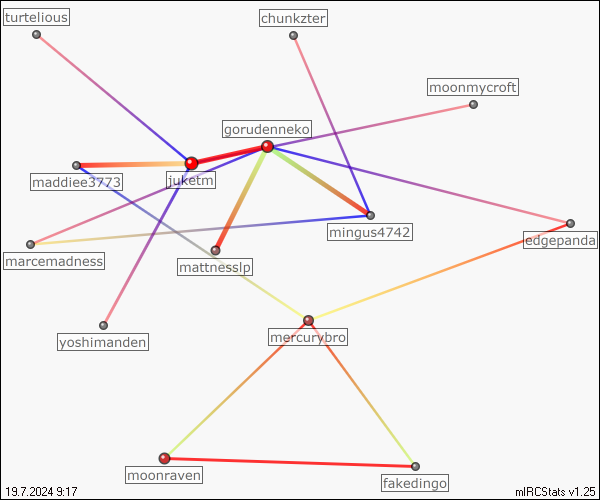 turtelious
chunkzter
moonmycroft
gorudenneko
maddiee3773
juketm
mingus4742
edgepanda
marcemadness
mattnesslp
yoshimanden
mercurybro
moonraven
fakedingo
19.7.2024 9:17
mIRCStats v1.25